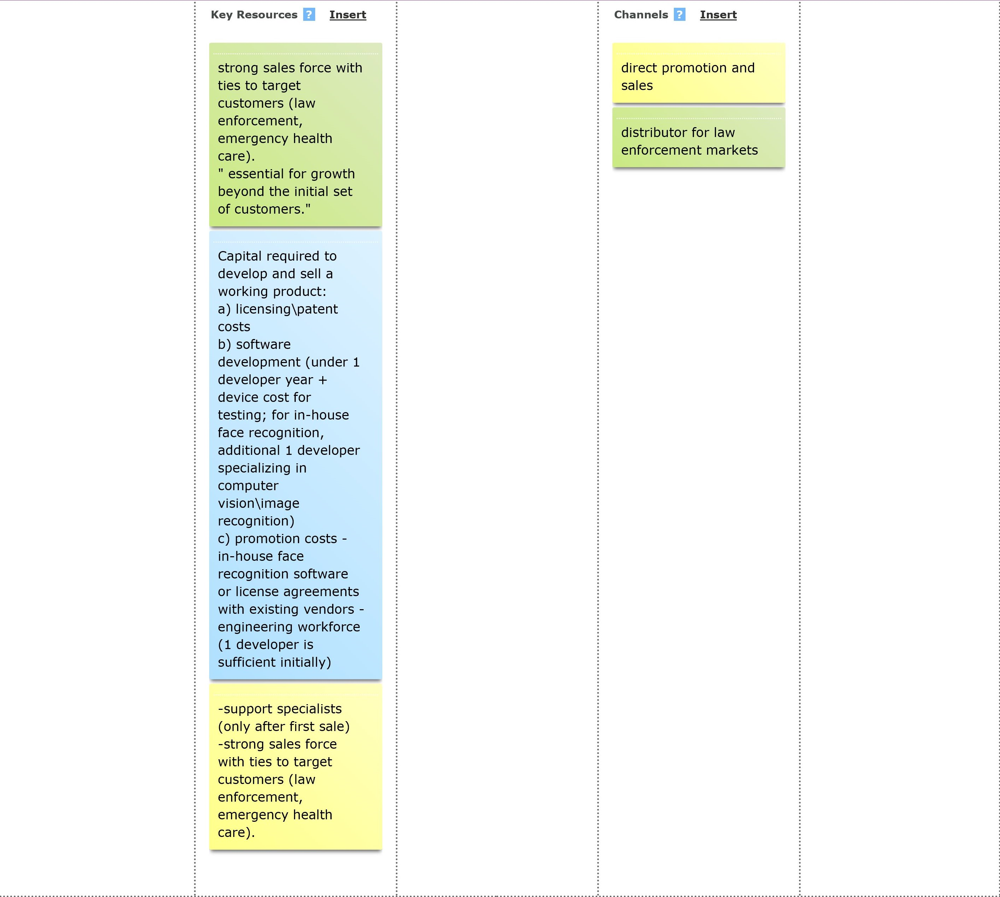 Key Resources ? Insert
strong sales force with
ties to target
customers (law
enforcement,
emergency health
care).
" essential for growth
beyond the initial set
of customers."
Capital required to
develop and sell a
working product:
a) licensing\patent
costs
b) software
development (under 1
developer year +
device cost for
testing; for in-house
face recognition,
additional 1 developer
specializing in
computer
vision\image
recognition)
c) promotion costs -
in-house face
recognition software
or license agreements
with existing vendors -
engineering workforce
(1 developer is
sufficient initially)
-support specialists
(only after first sale)
-strong sales force
with ties to target
customers (law
enforcement,
emergency health
care).
Channels ? Insert
direct promotion and
sales
distributor for law
enforcement markets